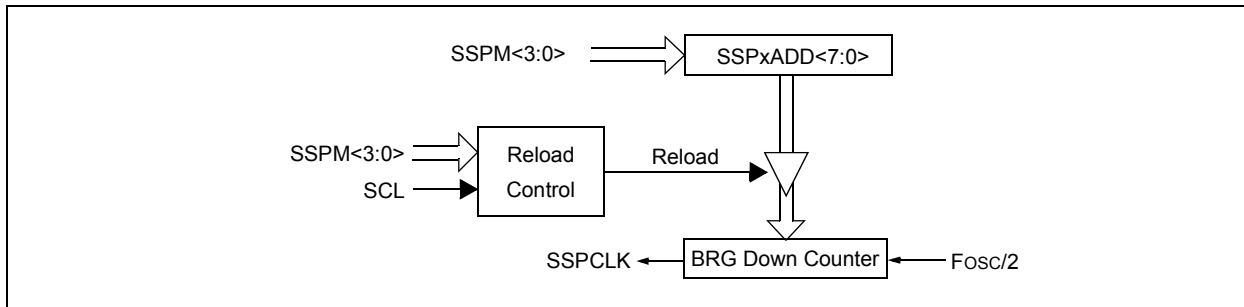 SSPM<3:0>
SSPxADD<7:0>
SSPM<3:0>
SCL
Reload
Control
Reload
SSPCLK
BRG Down Counter
FOSC/2